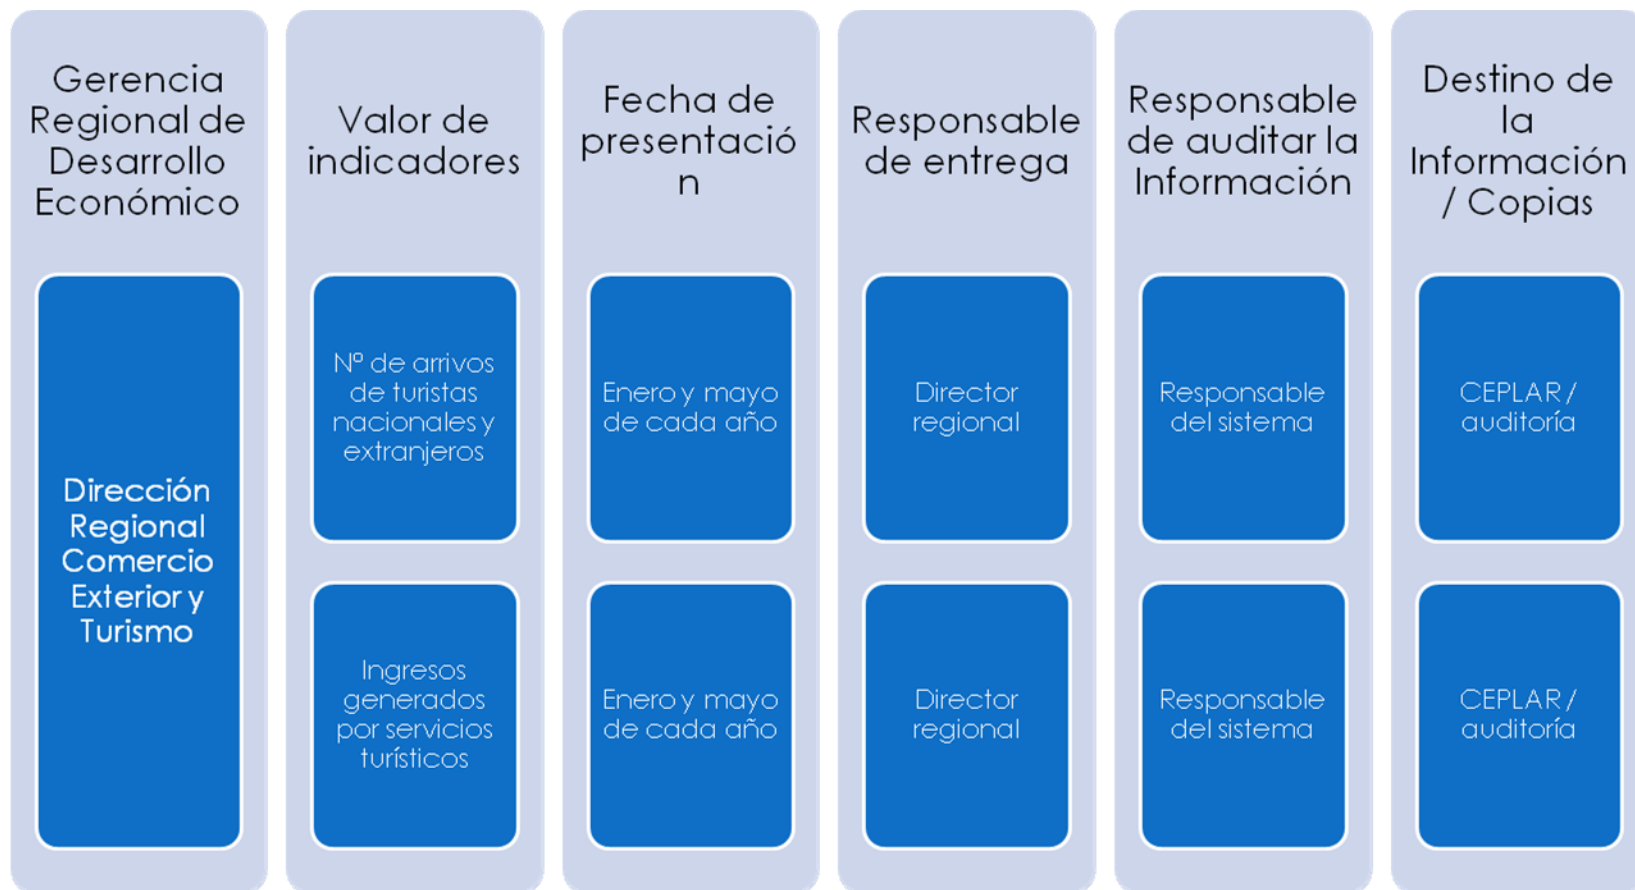 Gerencia
Regional de
Desarrollo
Económico
Valor de
indicadores
Fecha de
presentació
n
Responsable
de entrega
Responsable
de auditar la
Información
Destino de
la
Información
/ Copias
Dirección
Regional
Comercio
Exterior y
Turismo
Nº de arrivos
de turistas
nacionales y
extranjeros
Enero y mayo
de cada año
Director
regional
Responsable
del sistema
CEPLAR /
auditoría
Ingresos
generados
por servicios
turísticos
Enero y mayo
de cada año
Director
regional
Responsable
del sistema
CEPLAR /
auditoría